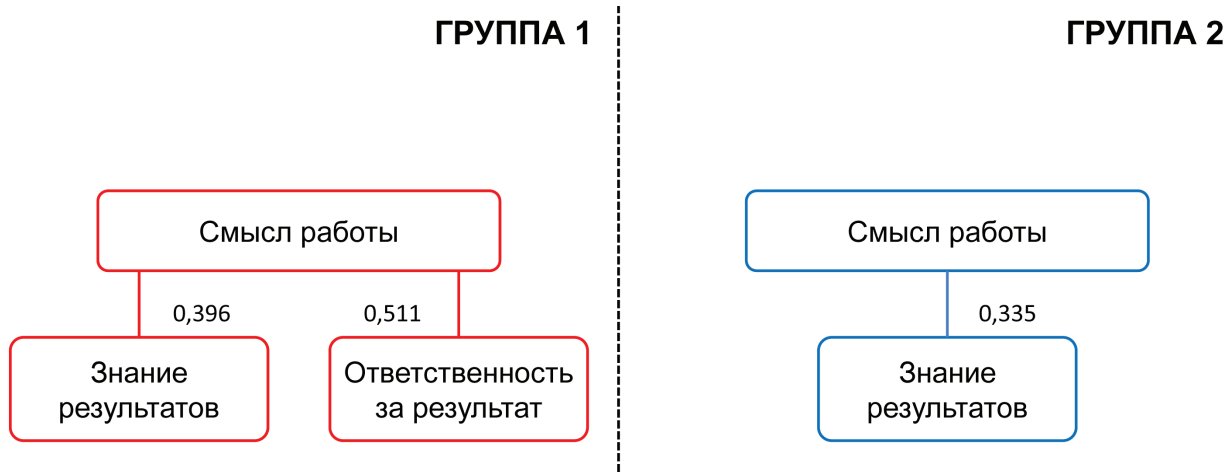 ГРУППА 1
Смысл работы
0,396
0,511
Знание
результатов
Ответственность
за результат
ГРУППА 2
Смысл работы
0,335
Знание
результатов